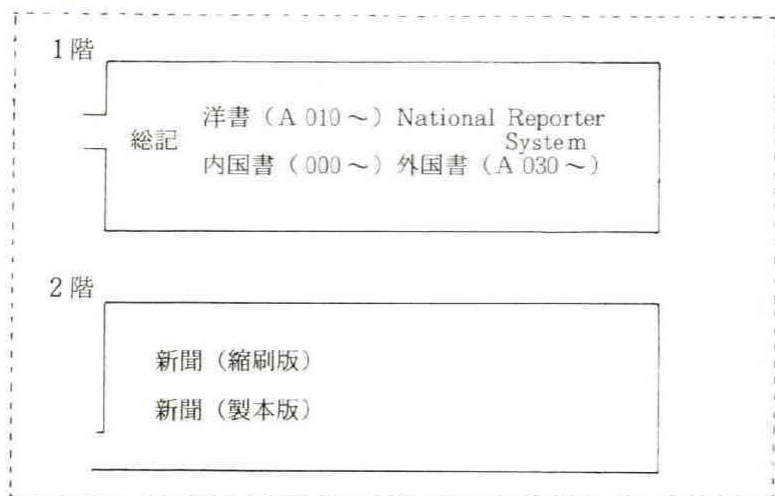 1階
洋書（A 010～）National Reporter
System
総記
内国書（000～）外国書（A 030～）
2階
新聞（縮刷版）
新聞（製本版）